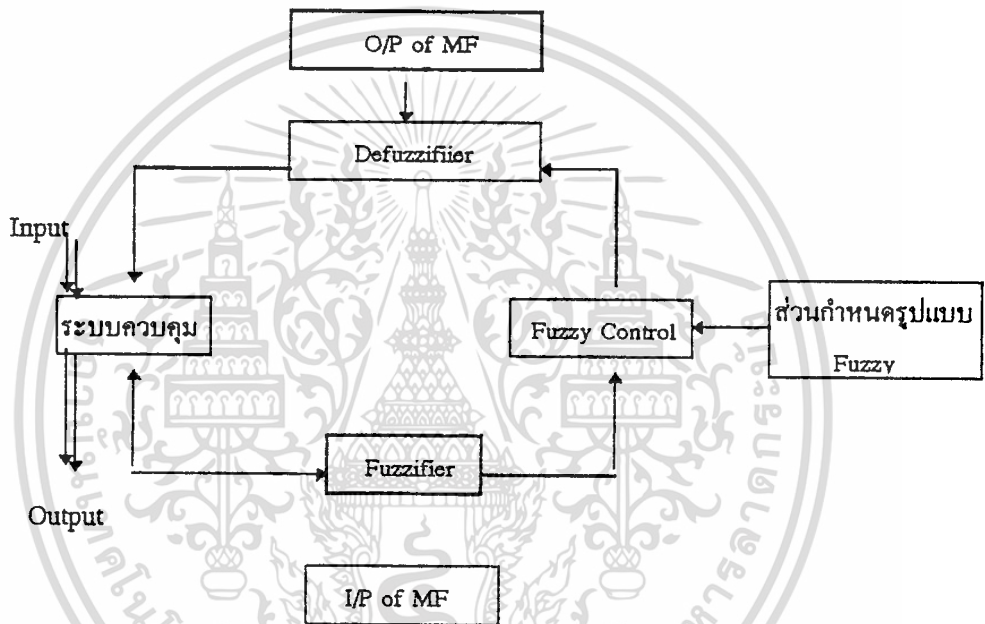 O/P of MF
Defuzzifiier
Input
ระบบควบคุม
Fuzzy Control
ส่วนกำหนดรูปแบบ
Fuzzy
Fuzzifier
Output
I/P of MF